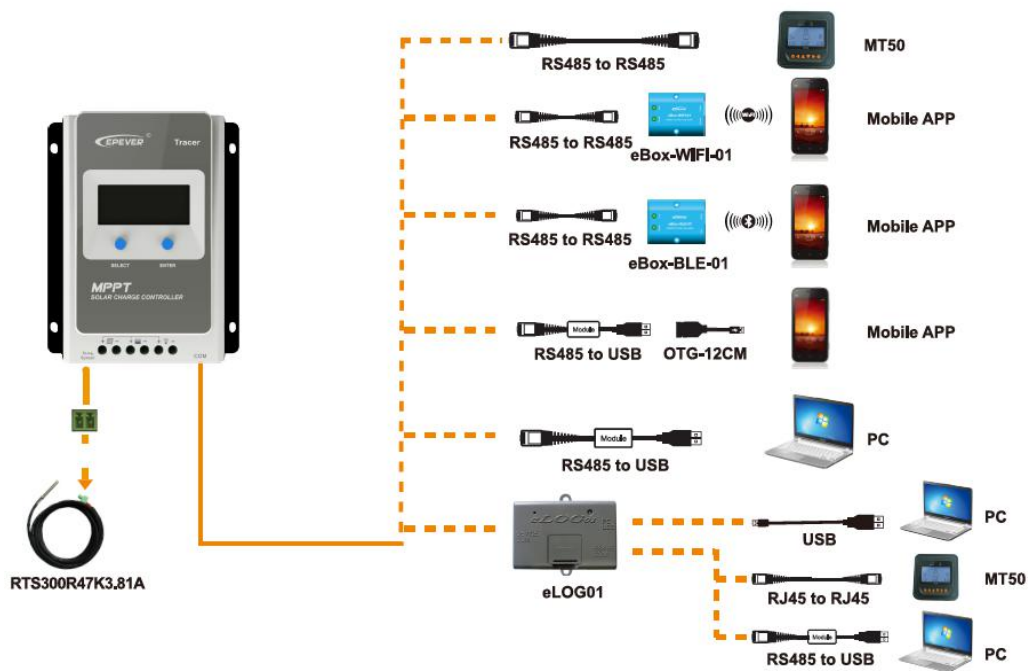 RS485 to RS485
MT50
EPEVER®
Tracer
SELECT
ENTER
MPPT
SOLAR CHARGE CONTROLLER
COM
RS485 to RS485
eBox-WIFI-01
WiFi
Mobile APP
RS485 to RS485
eBox-BLE-01
Mobile APP
Module
RS485 to USB
OTG-12CM
Mobile APP
Module
RS485 to USB
PC
RTS300R47K3.81A
eLOG01
USB
PC
RJ45 to RJ45
MT50
Module
RS485 to USB
PC